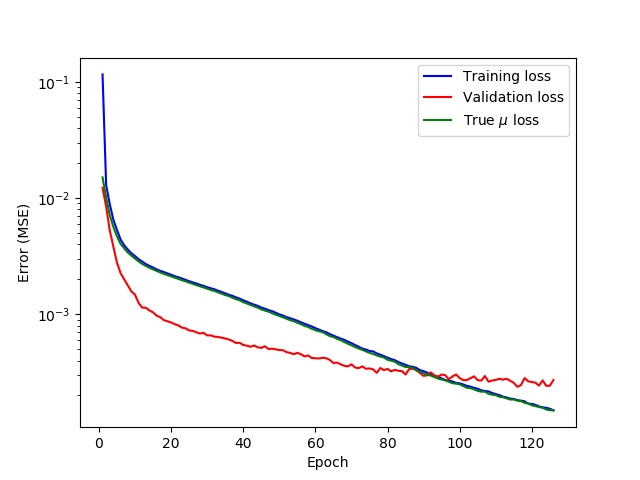 Training loss
Validation loss
True μ loss
10⁻¹
10⁻²
10⁻³
Error (MSE)
0 20 40 60 80 100 120
Epoch